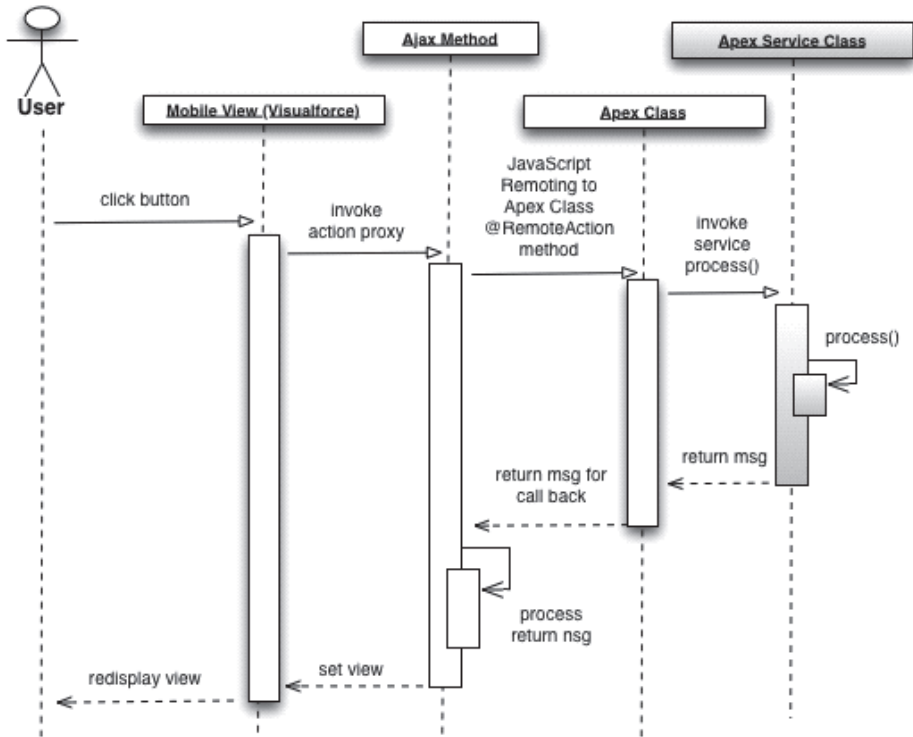 Ajax Method
Apex Service Class
User
Mobile View (Visualforce)
Apex Class
click button
invoke
action proxy
JavaScript
Remoting to
Apex Class
@RemoteAction
method
invoke
service
process()
process()
return msg
return msg for
call back
process
return nsg
set view
redisplay view